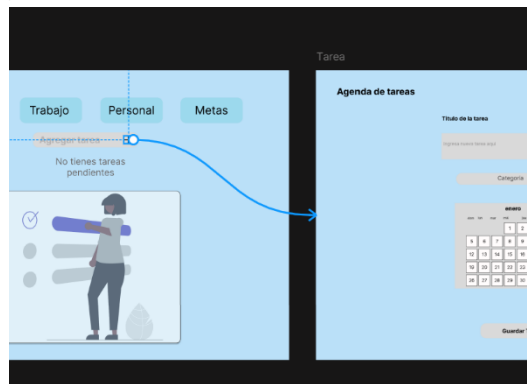 Tarea
Agenda de tareas
Trabajo
Personal
Metas
Agregar tarea
No tienes tareas
pendientes
Título de la tarea
Categoría
enero
1 2
5 6 7 8 9
12 13 14 15 16
19 20 21 22 23
26 27 28 29 30
Guardar